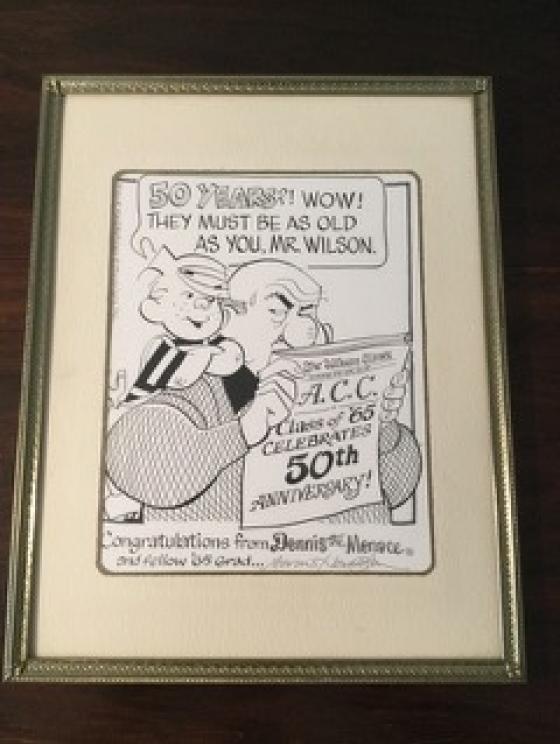 50 YEARS?! WOW!
THEY MUST BE AS OLD
AS YOU, MR. WILSON.
A.C.C.
Class of '65
CELEBRATES
50th
ANNIVERSARY!
Congratulations from Dennis THE Menace®
and fellow '65 Grad...